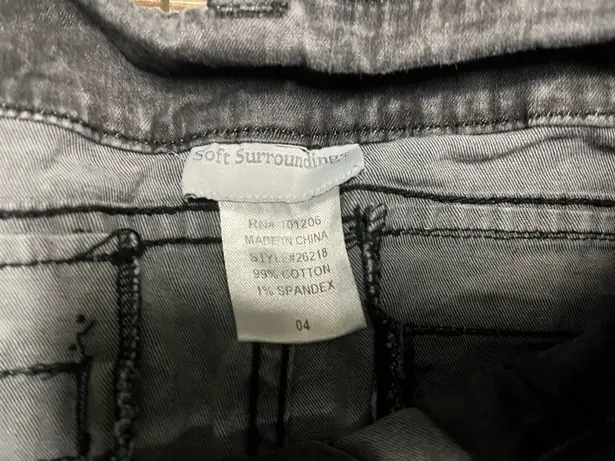 Soft Surroundings
RN# 101206
MADE IN CHINA
STYLE#26218
99% COTTON
1% SPANDEX
04